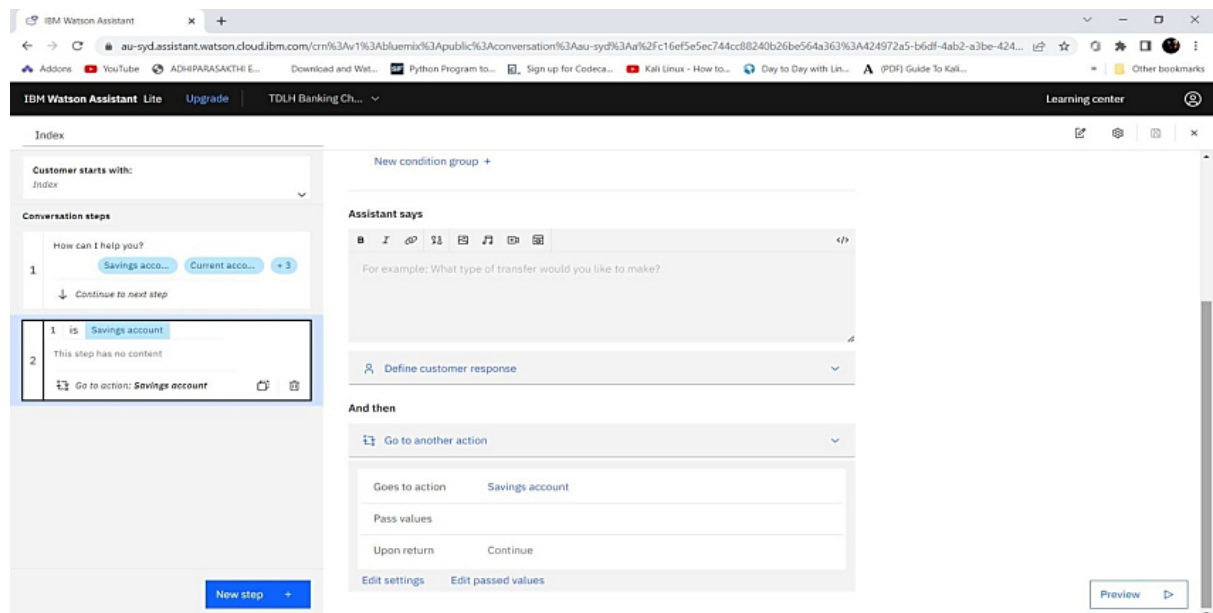 IBM Watson Assistant
au-syd.assistant.watson.cloud.ibm.com/crn%3Av1%3Abluemix%3Apublic%3Aconversation%3Aau-syd%3Aa%2Fc16ef5e5ec744cc88240b26be564a363%3A424972a5-b6df-4ab2-a3be-424...
Addons YouTube ADHIPARASAKTHI E... Download and Wat... SF Python Program to... Sign up for Codeca... Kali Linux - How to... Day to Day with Lin... A (PDF) Guide To Kali... » Other bookmarks
IBM Watson Assistant Lite Upgrade TDLH Banking Ch... Learning center
Index
Customer starts with:
Index
Conversation steps
1
How can I help you?
Savings acco... Current acco... + 3
Continue to next step
2
1 is Savings account
This step has no content
Go to action: Savings account
New step +
New condition group +
Assistant says
B I </>
For example: What type of transfer would you like to make?
Define customer response
And then
Go to another action
Goes to action Savings account
Pass values
Upon return Continue
Edit settings Edit passed values
Preview